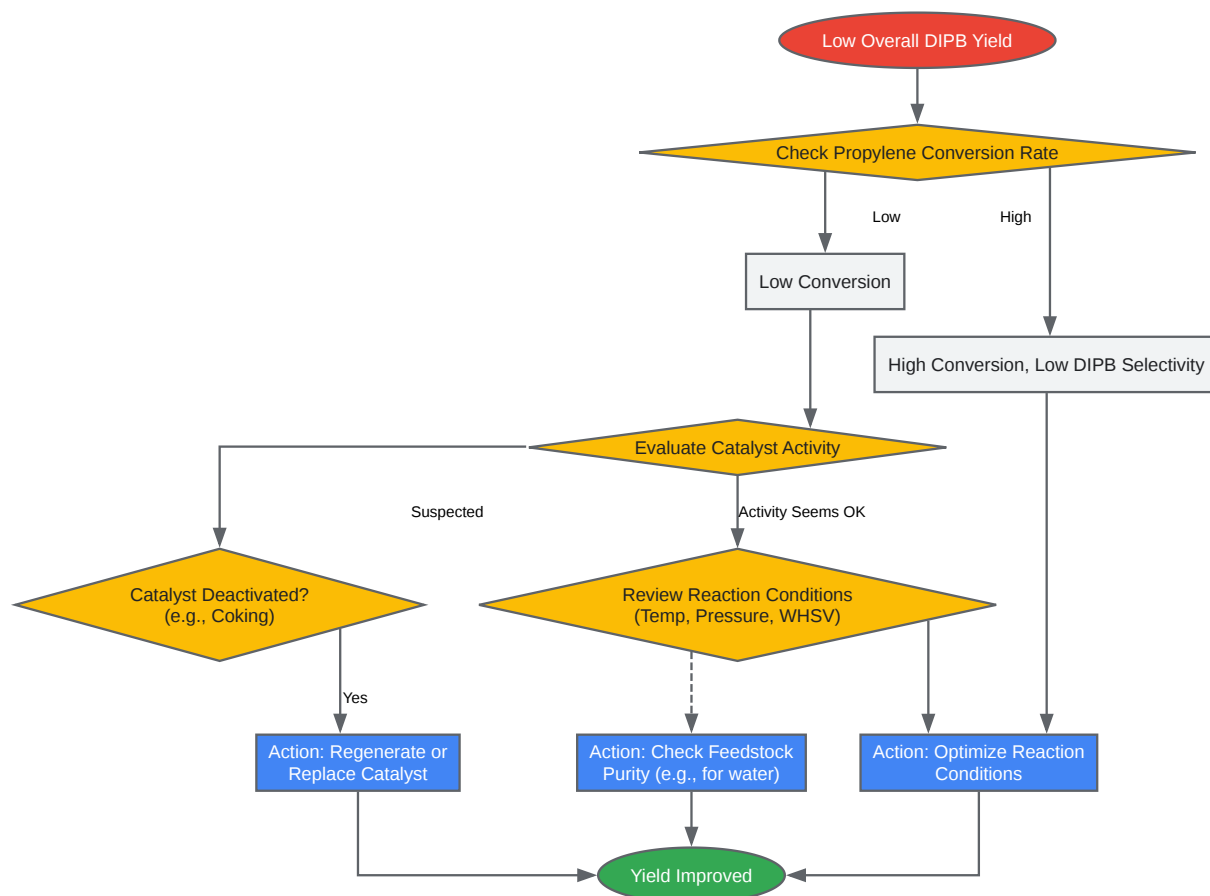 Low Overall DIPB Yield
Check Propylene Conversion Rate
Low
High
Low Conversion
High Conversion, Low DIPB Selectivity
Evaluate Catalyst Activity
Suspected
Activity Seems OK
Catalyst Deactivated?
(e.g., Coking)
Review Reaction Conditions
(Temp, Pressure, WHSV)
Yes
Action: Regenerate or
Replace Catalyst
Action: Check Feedstock
Purity (e.g., for water)
Action: Optimize Reaction
Conditions
Yield Improved